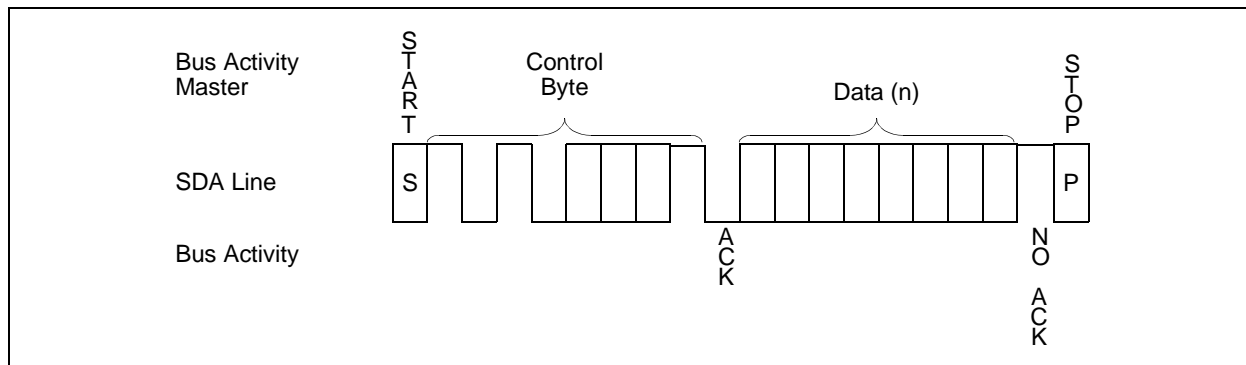 Bus Activity
Master
START
Control
Byte
Data (n)
STOP
SDA Line
S
P
Bus Activity
ACK
NO ACK